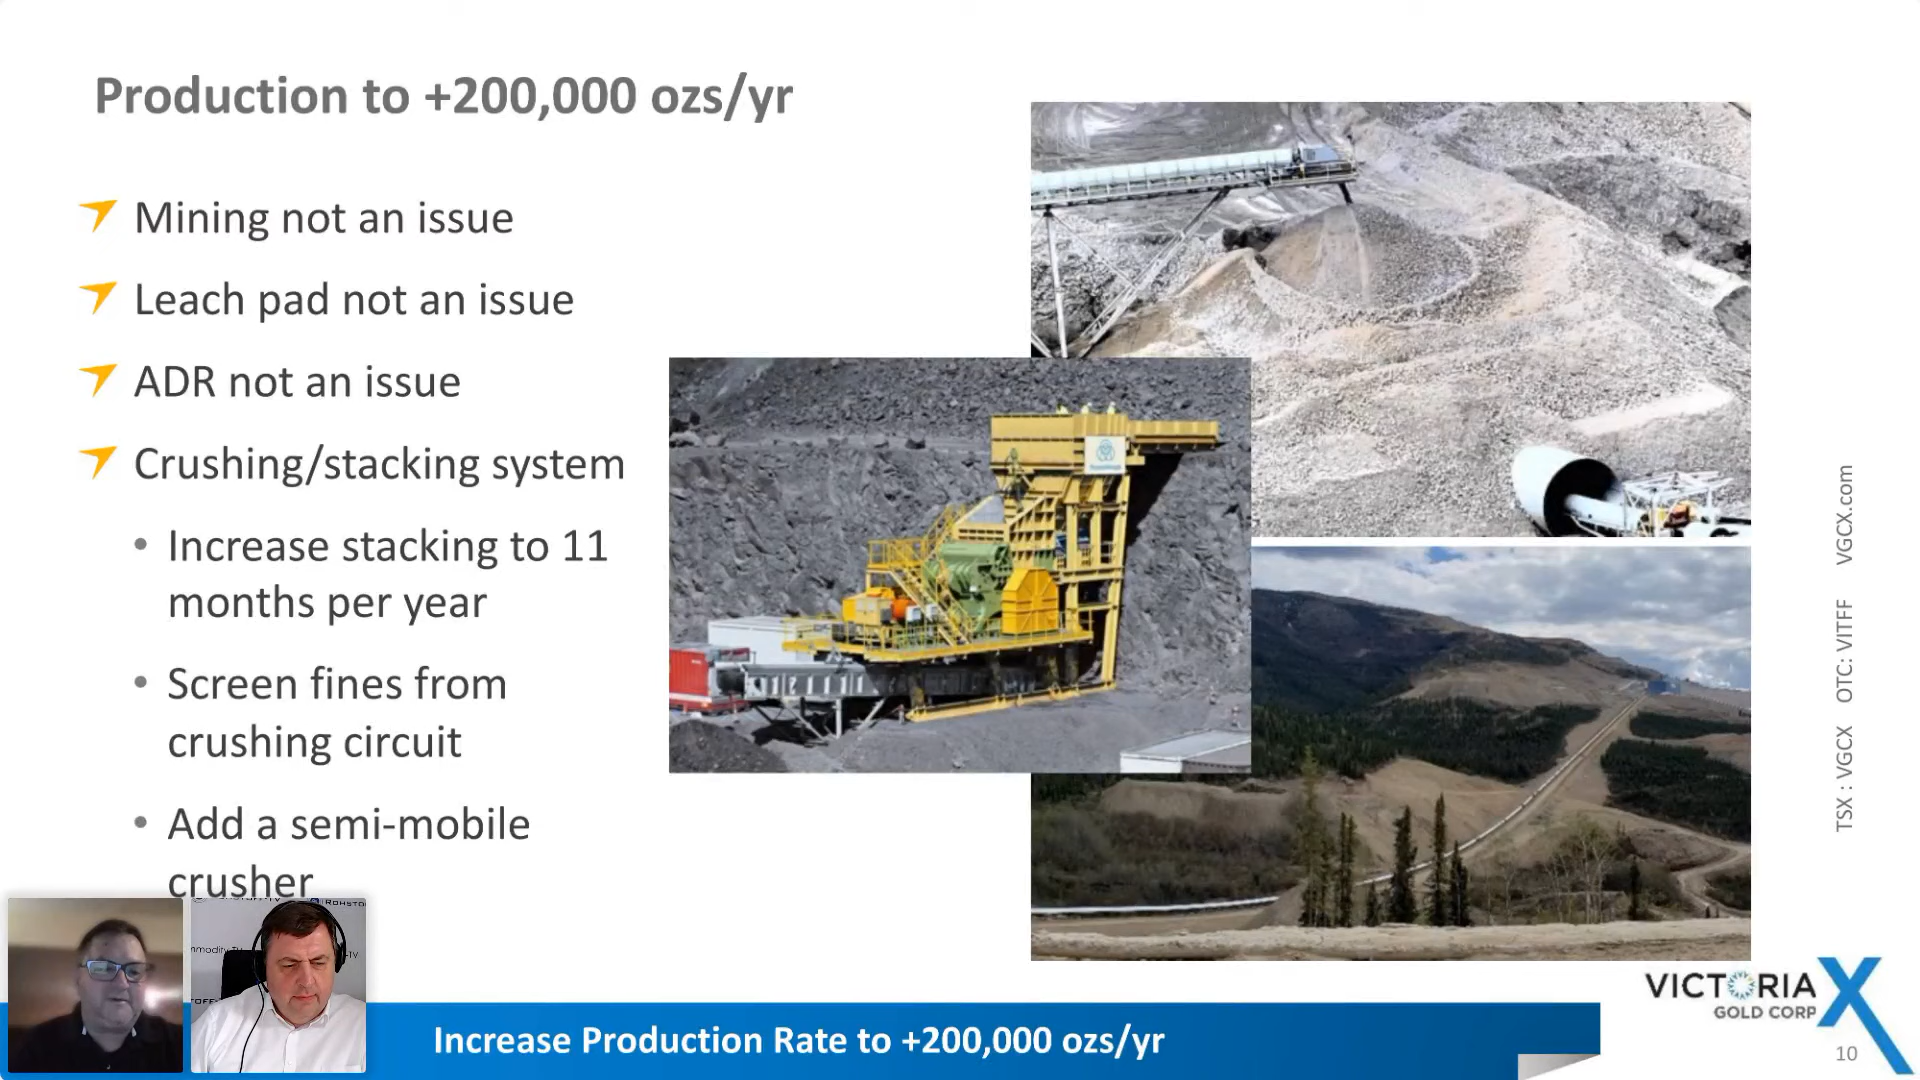 Production to +200,000 ozs/yr
Mining not an issue
Leach pad not an issue
ADR not an issue
Crushing/stacking system
• Increase stacking to 11
months per year
• Screen fines from
crushing circuit
• Add a semi-mobile
crusher
TSX : VGCX OTC: VITFF VGCX.com
Increase Production Rate to +200,000 ozs/yr
VICTORIA
GOLD CORP
10